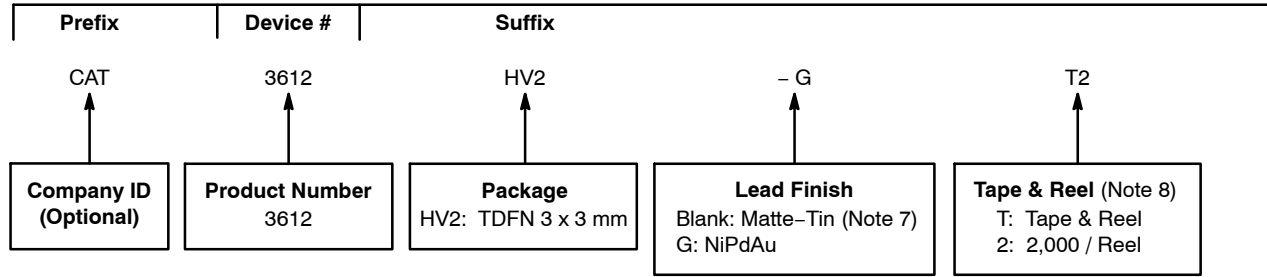 Prefix Device # Suffix
CAT 3612 HV2 − G T2
Company ID
(Optional)
Product Number
3612
Package
HV2: TDFN 3 x 3 mm
Lead Finish
Blank: Matte−Tin (Note 7)
G: NiPdAu
Tape & Reel (Note 8)
T: Tape & Reel
2: 2,000 / Reel